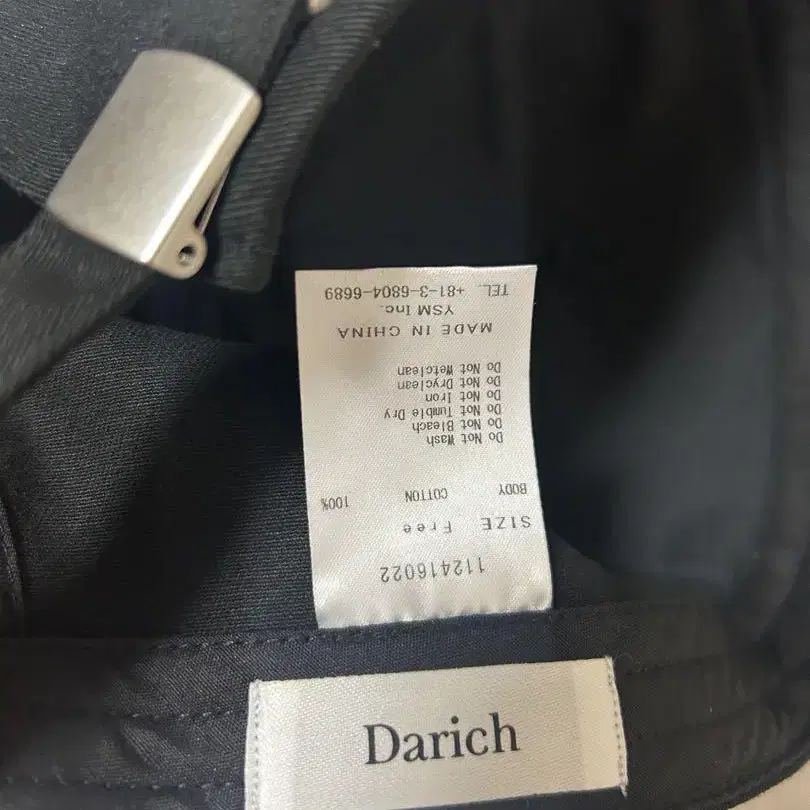 112416022
SIZE Free
BODY COTTON 100%
Do Not Wash
Do Not Bleach
Do Not Tumble Dry
Do Not Iron
Do Not Dryclean
Do Not Wetclean
MADE IN CHINA
YSM Inc.
TEL. +81-3-6804-6689
Darich